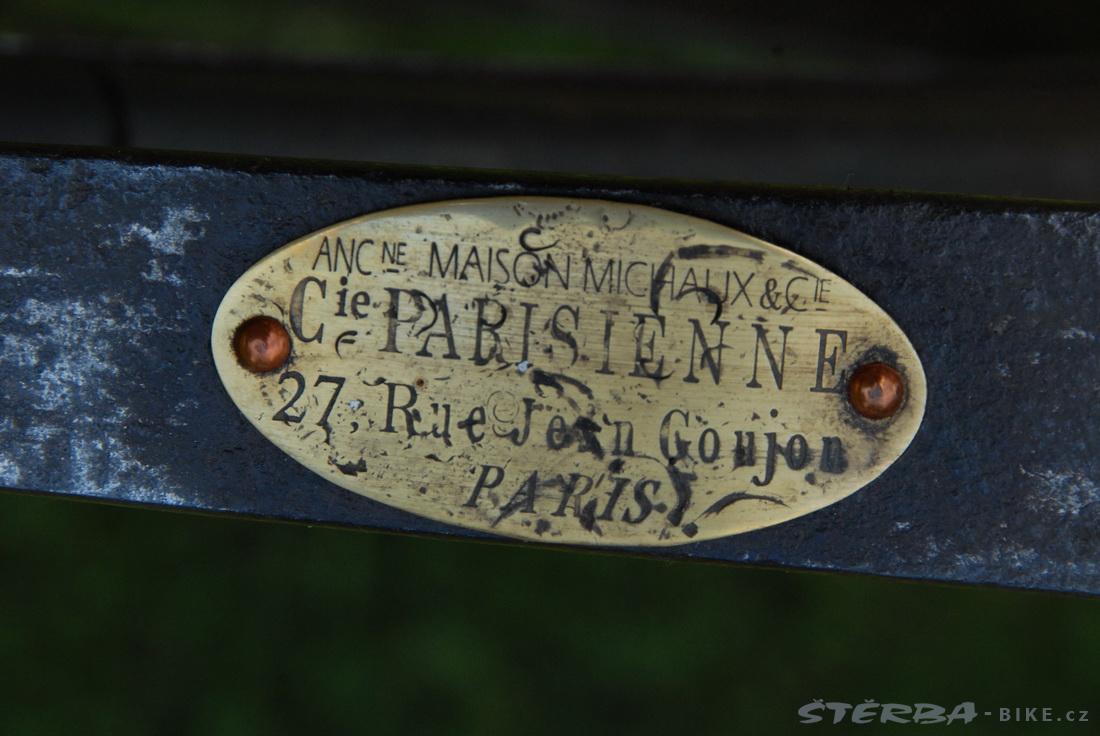 ANCNE MAISON MICHAUX & CIE
Cie PARISIENNE
27, Rue Jean Goujon
PARIS
ŠTĚRBA-BIKE.cz